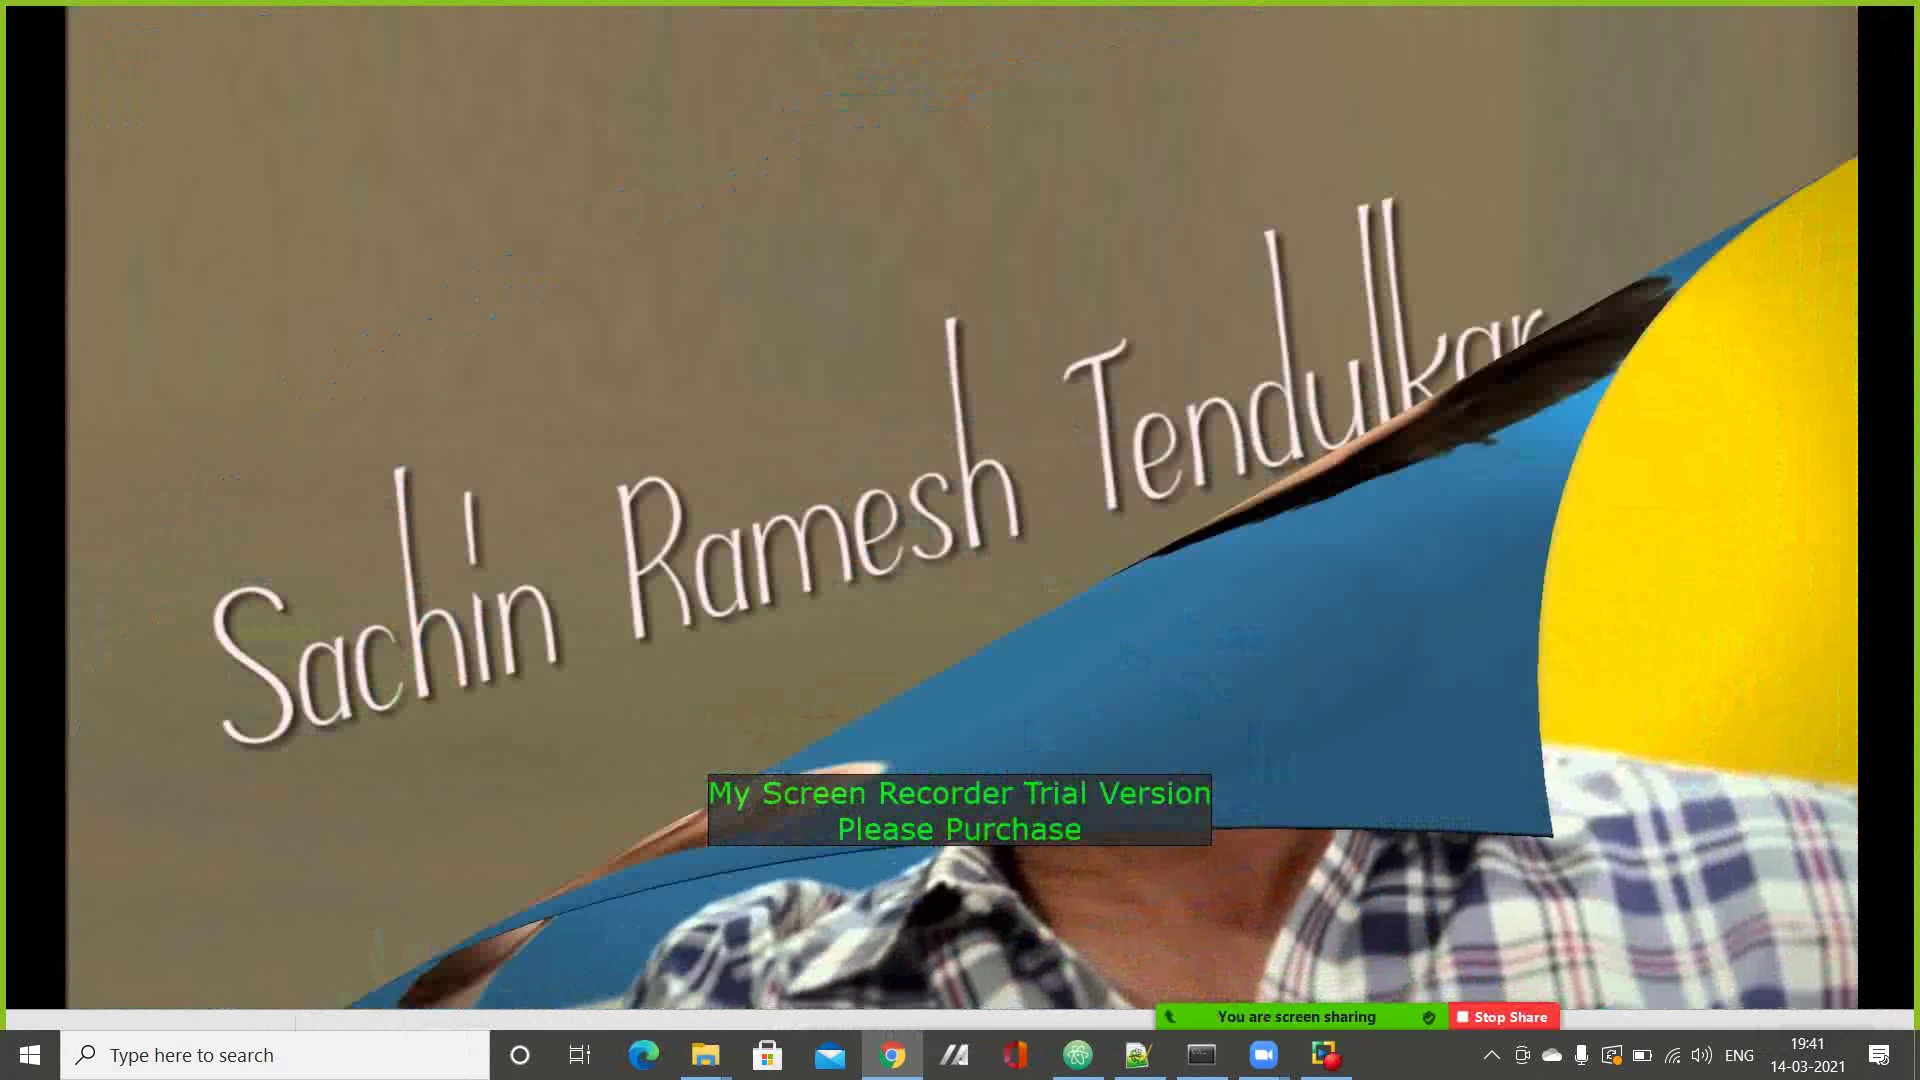 Sachin Ramesh Tendulkar
My Screen Recorder Trial Version
Please Purchase
You are screen sharing
Stop Share
Type here to search
ENG
19:41
14-03-2021